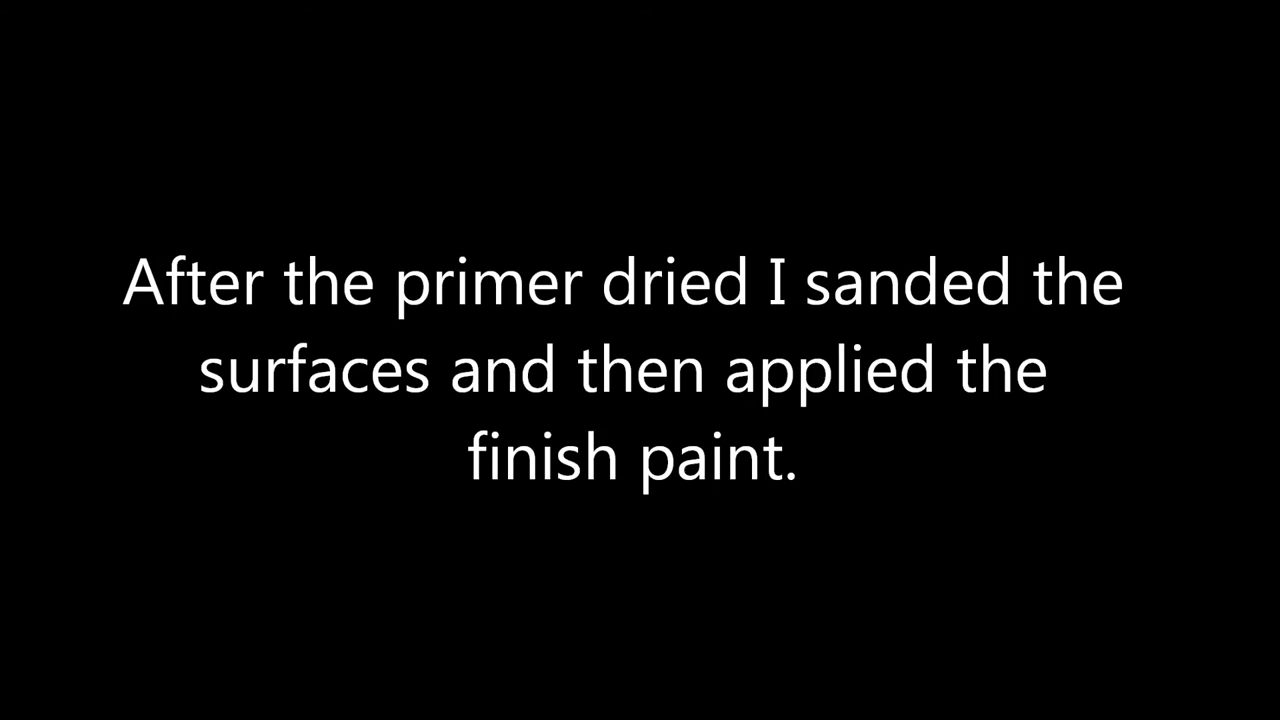 After the primer dried I sanded the
surfaces and then applied the
finish paint.